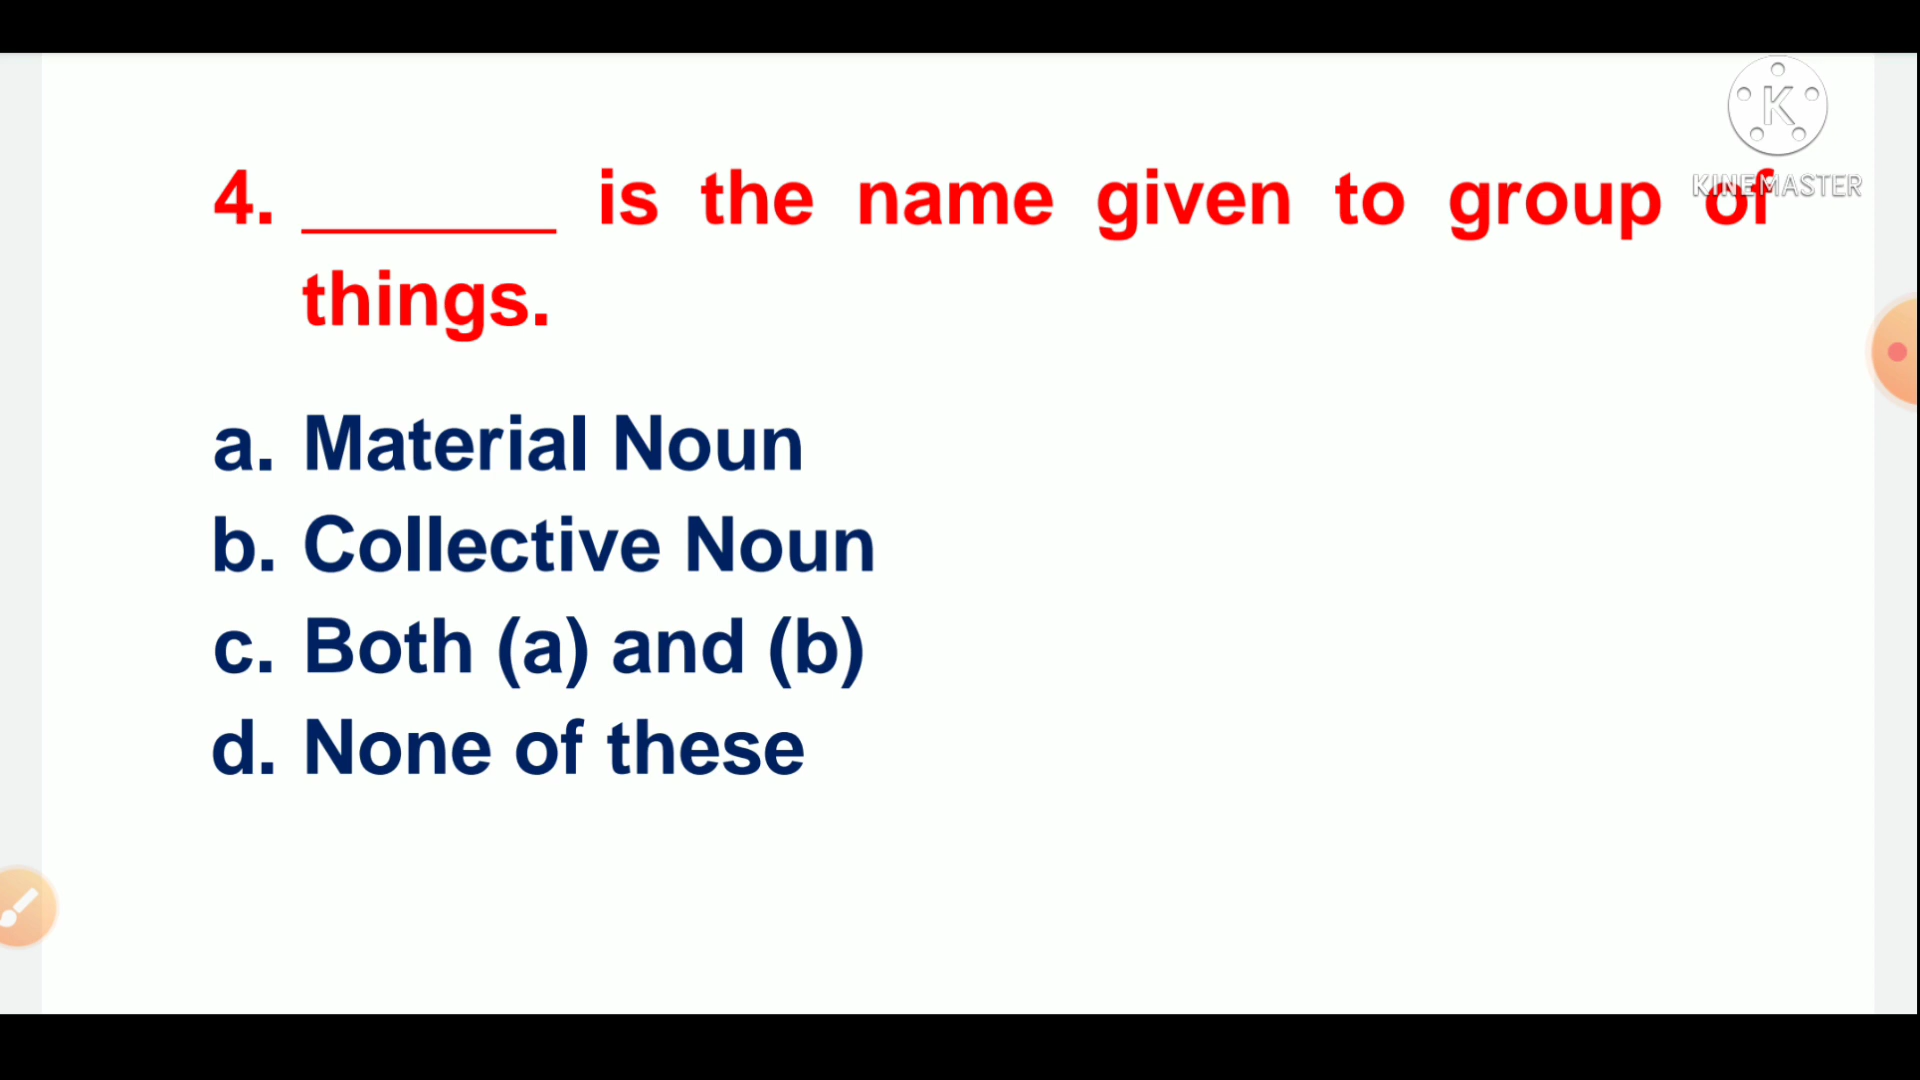 K
KINEMASTER
4. ______ is the name given to group of
things.
a. Material Noun
b. Collective Noun
c. Both (a) and (b)
d. None of these